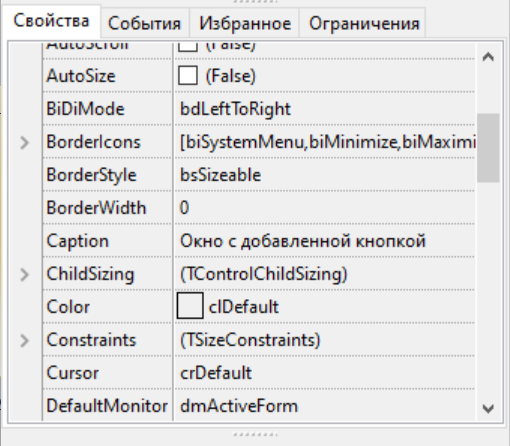 Свойства События Избранное Ограничения
AutoScroll (False)
AutoSize (False)
BiDiMode bdLeftToRight
BorderIcons [biSystemMenu,biMinimize,biMaximi
BorderStyle bsSizeable
BorderWidth 0
Caption Окно с добавленной кнопкой
ChildSizing (TControlChildSizing)
Color clDefault
Constraints (TSizeConstraints)
Cursor crDefault
DefaultMonitor dmActiveForm